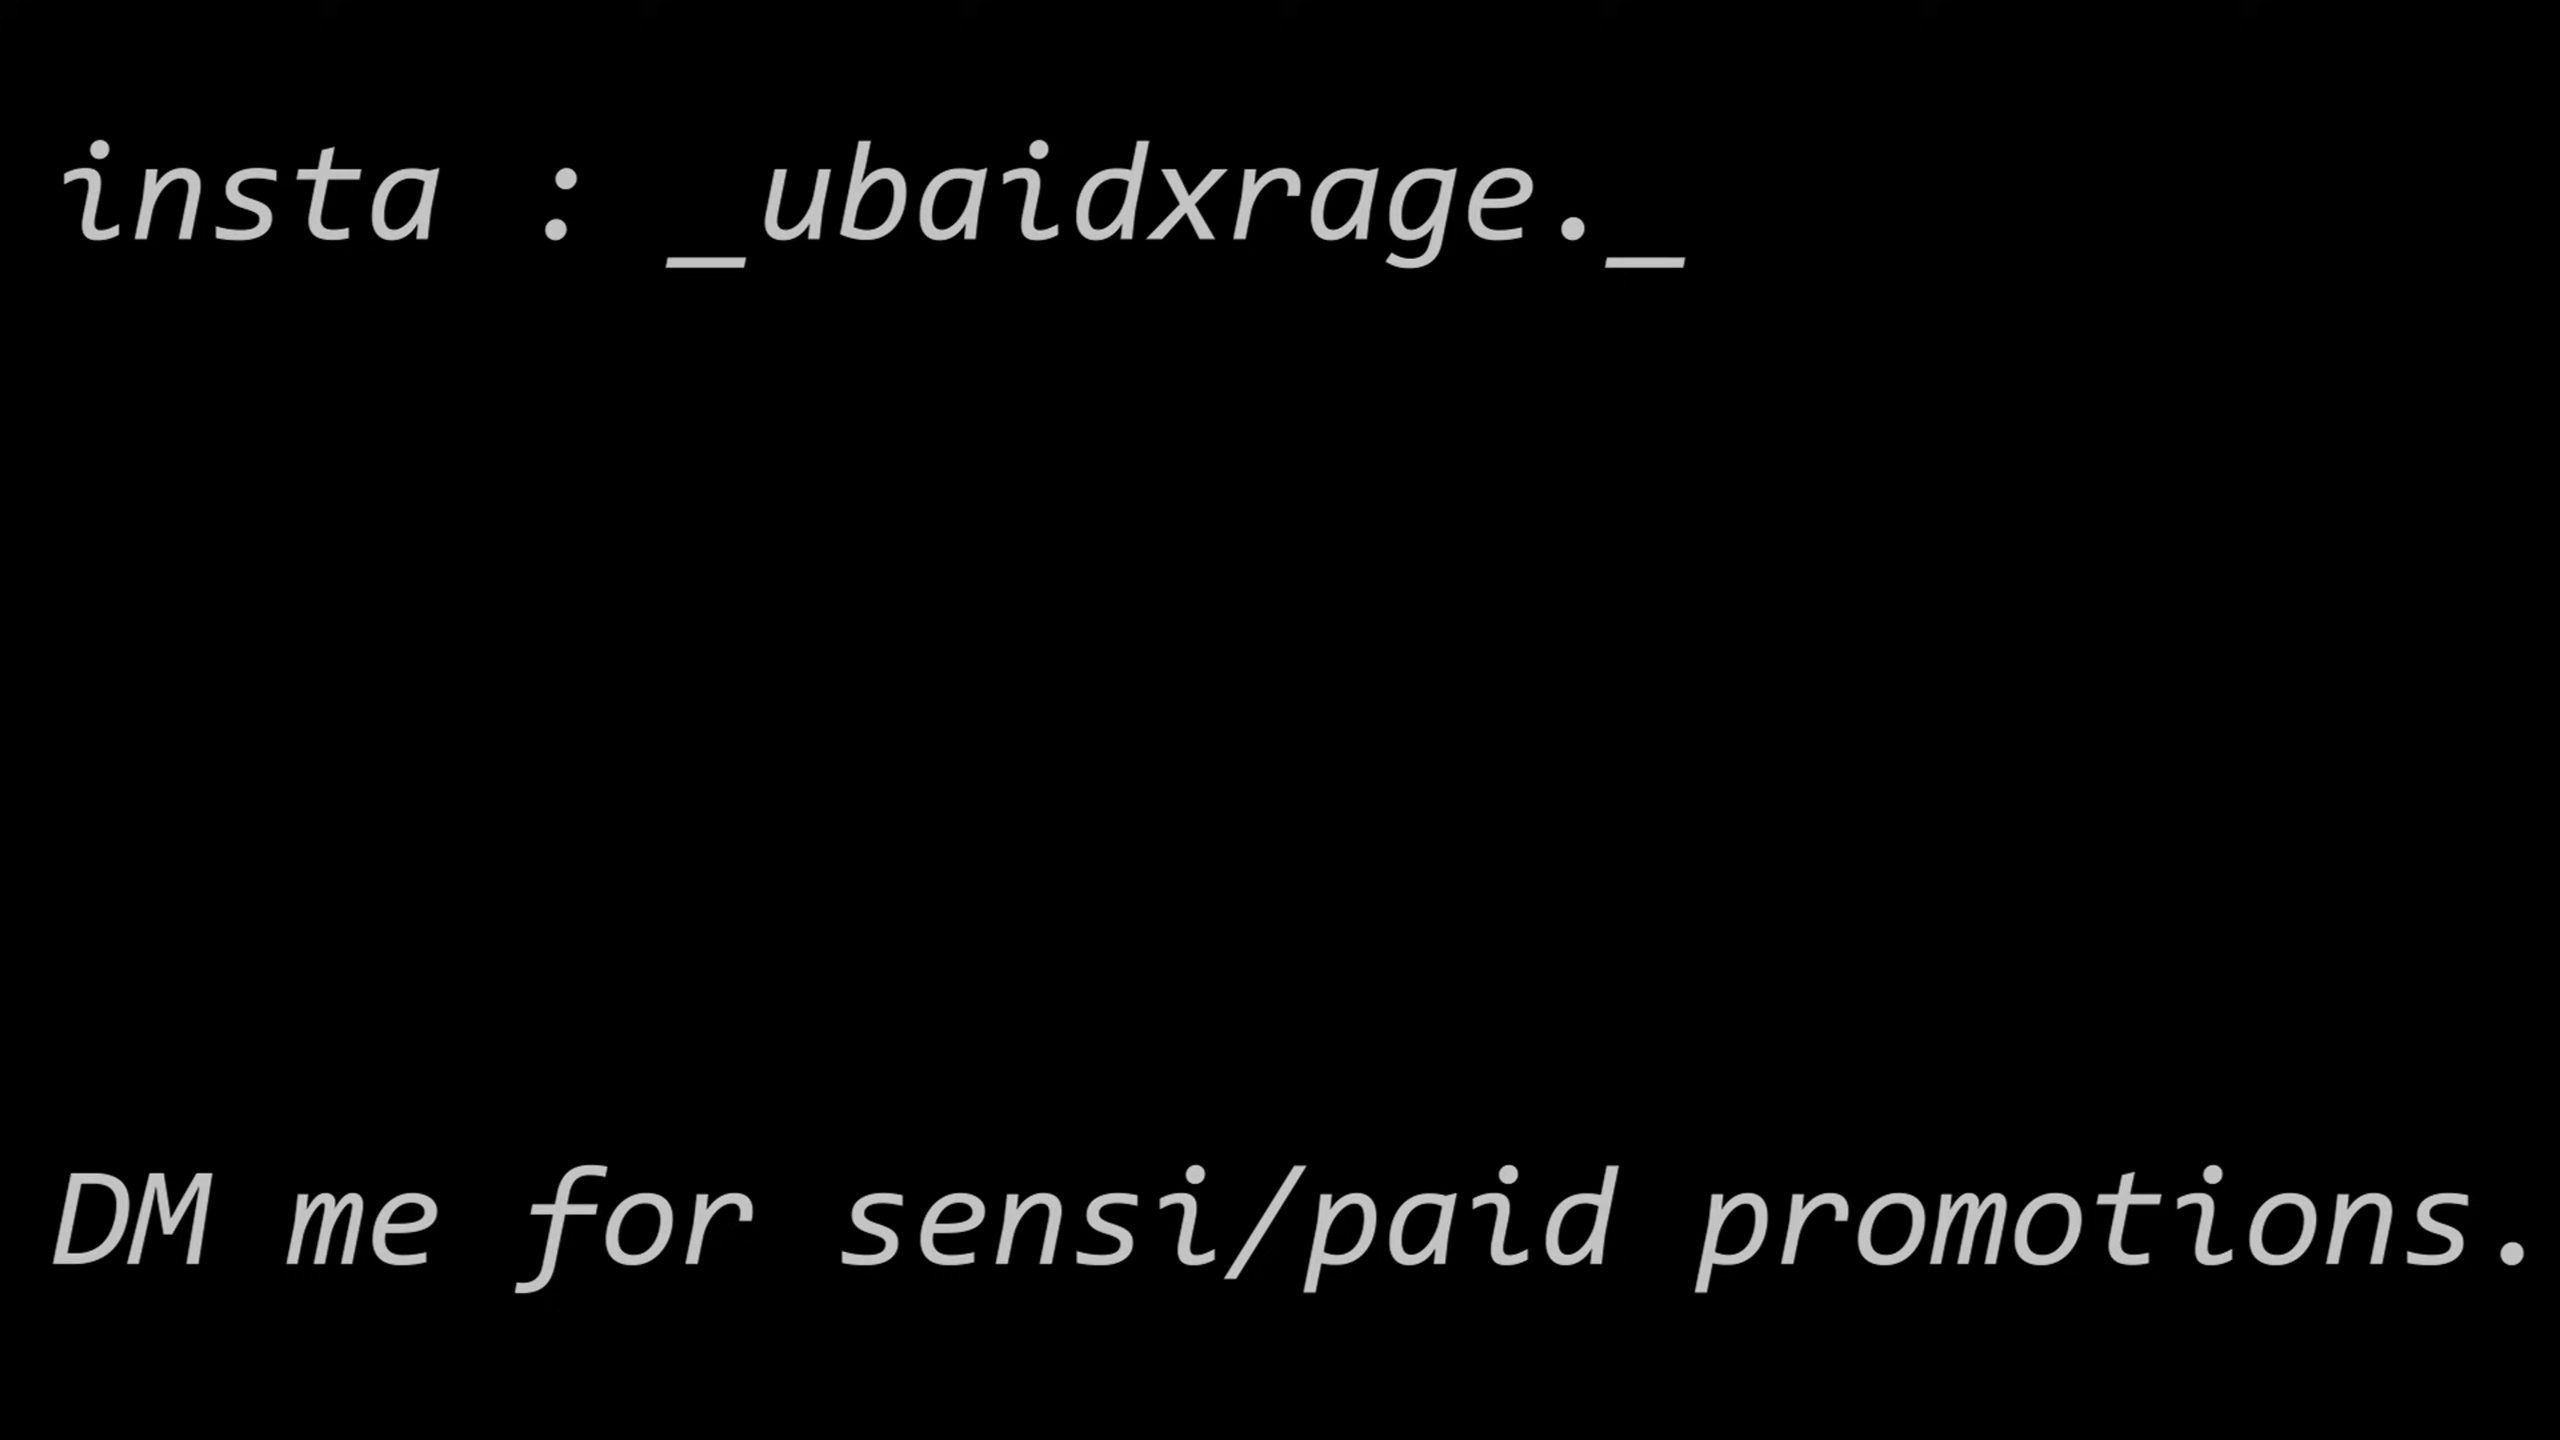 insta : _ubaidxrage._
DM me for sensi/paid promotions.